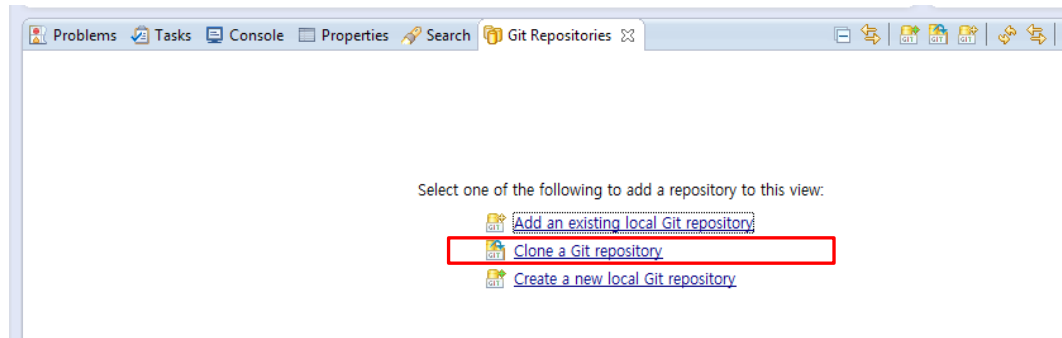 Problems Tasks Console Properties Search Git Repositories
Select one of the following to add a repository to this view:
Add an existing local Git repository
Clone a Git repository
Create a new local Git repository